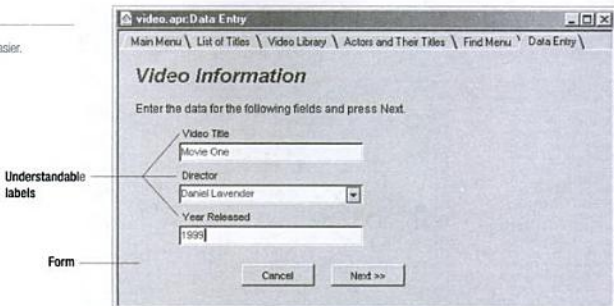 video.apr:Data Entry
Main Menu \ List of Titles \ Video Library \ Actors and Their Titles \ Find Menu \ Data Entry \
asier.
Video Information
Enter the data for the following fields and press Next.
Video Title
Movie One
Understandable labels
Director
Daniel Lavender
Year Released
1999
Form
Cancel
Next >>